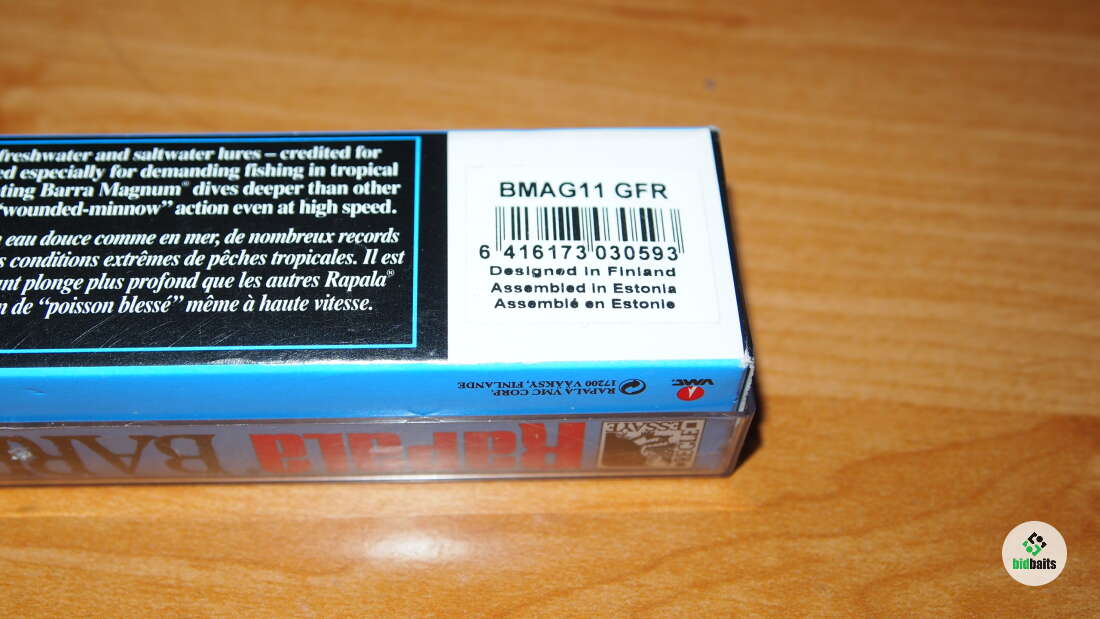 freshwater and saltwater lures – credited for
ed especially for demanding fishing in tropical
ting Barra Magnum® dives deeper than other
“wounded-minnow” action even at high speed.
eau douce comme en mer, de nombreux records
s conditions extrêmes de pêches tropicales. Il est
ant plonge plus profond que les autres Rapala®
n de “poisson blessé” même à haute vitesse.
BMAG11 GFR
6 416173 030593
Designed in Finland
Assembled in Estonia
Assemblé en Estonie
RAPALA VMC CORP.
17200 VÄÄKSY, FINLANDE
VMC
Rapala
BAR
bidbaits